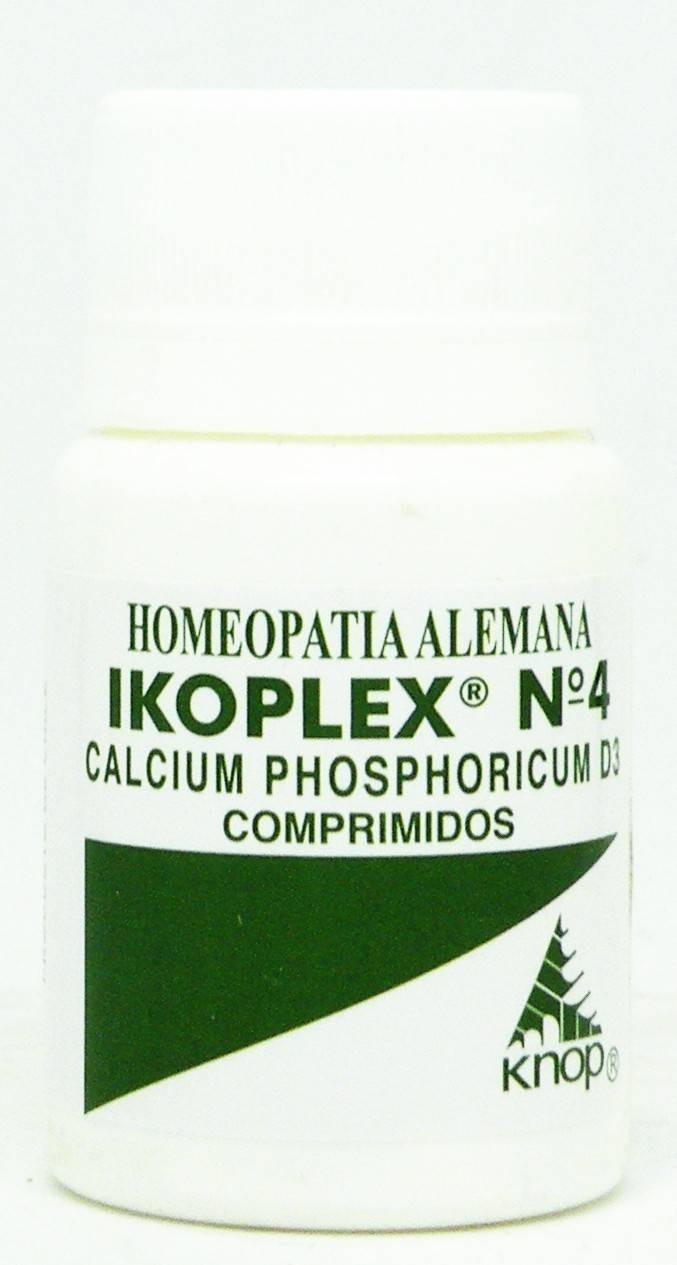 HOMEOPATIA ALEMANA
IKOPLEX® Nº4
CALCIUM PHOSPHORICUM D3
COMPRIMIDOS
Knop®